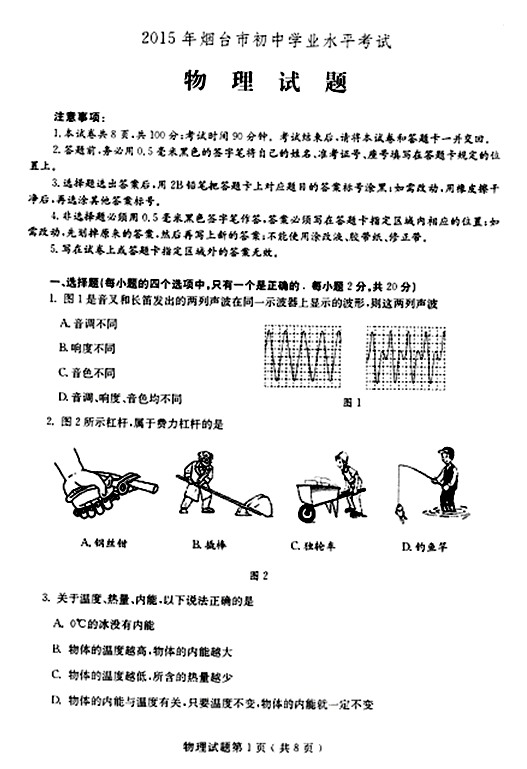 2015年烟台市初中学业水平考试
物 理 试 题
注意事项:
1.本试卷共8页,共100分;考试时间90分钟。考试结束后,请将本试卷和答题卡一并交回。
2.答题前,务必用0.5毫米黑色的签字笔将自己的姓名、准考证号、座号填写在答题卡规定的位
置上。
3.选择题选出答案后,用2B铅笔把答题卡上对应题目的答案标号涂黑;如需改动,用橡皮擦干
净后,再选涂其他答案标号。
4.非选择题必须用0.5毫米黑色签字笔作答,答案必须写在答题卡指定区域内相应的位置;如
需改动,先划掉原来的答案,然后再写上新的答案;不能使用涂改液、胶带纸、修正带。
5.写在试卷上或答题卡指定区域外的答案无效。
一、选择题(每小题的四个选项中,只有一个是正确的.每小题2分,共20分)
1. 图1是音叉和长笛发出的两列声波在同一示波器上显示的波形,则这两列声波
A.音调不同
B.响度不同
C.音色不同
D.音调、响度、音色均不同
图1
2. 图2所示杠杆,属于费力杠杆的是
A.钢丝钳
B.撬棒
C.独轮车
D.钓鱼竿
图2
3. 关于温度、热量、内能,以下说法正确的是
A. 0℃的冰没有内能
B. 物体的温度越高,物体的内能越大
C. 物体的温度越低,所含的热量越少
D. 物体的内能与温度有关,只要温度不变,物体的内能就一定不变
物理试题第1页(共8页)